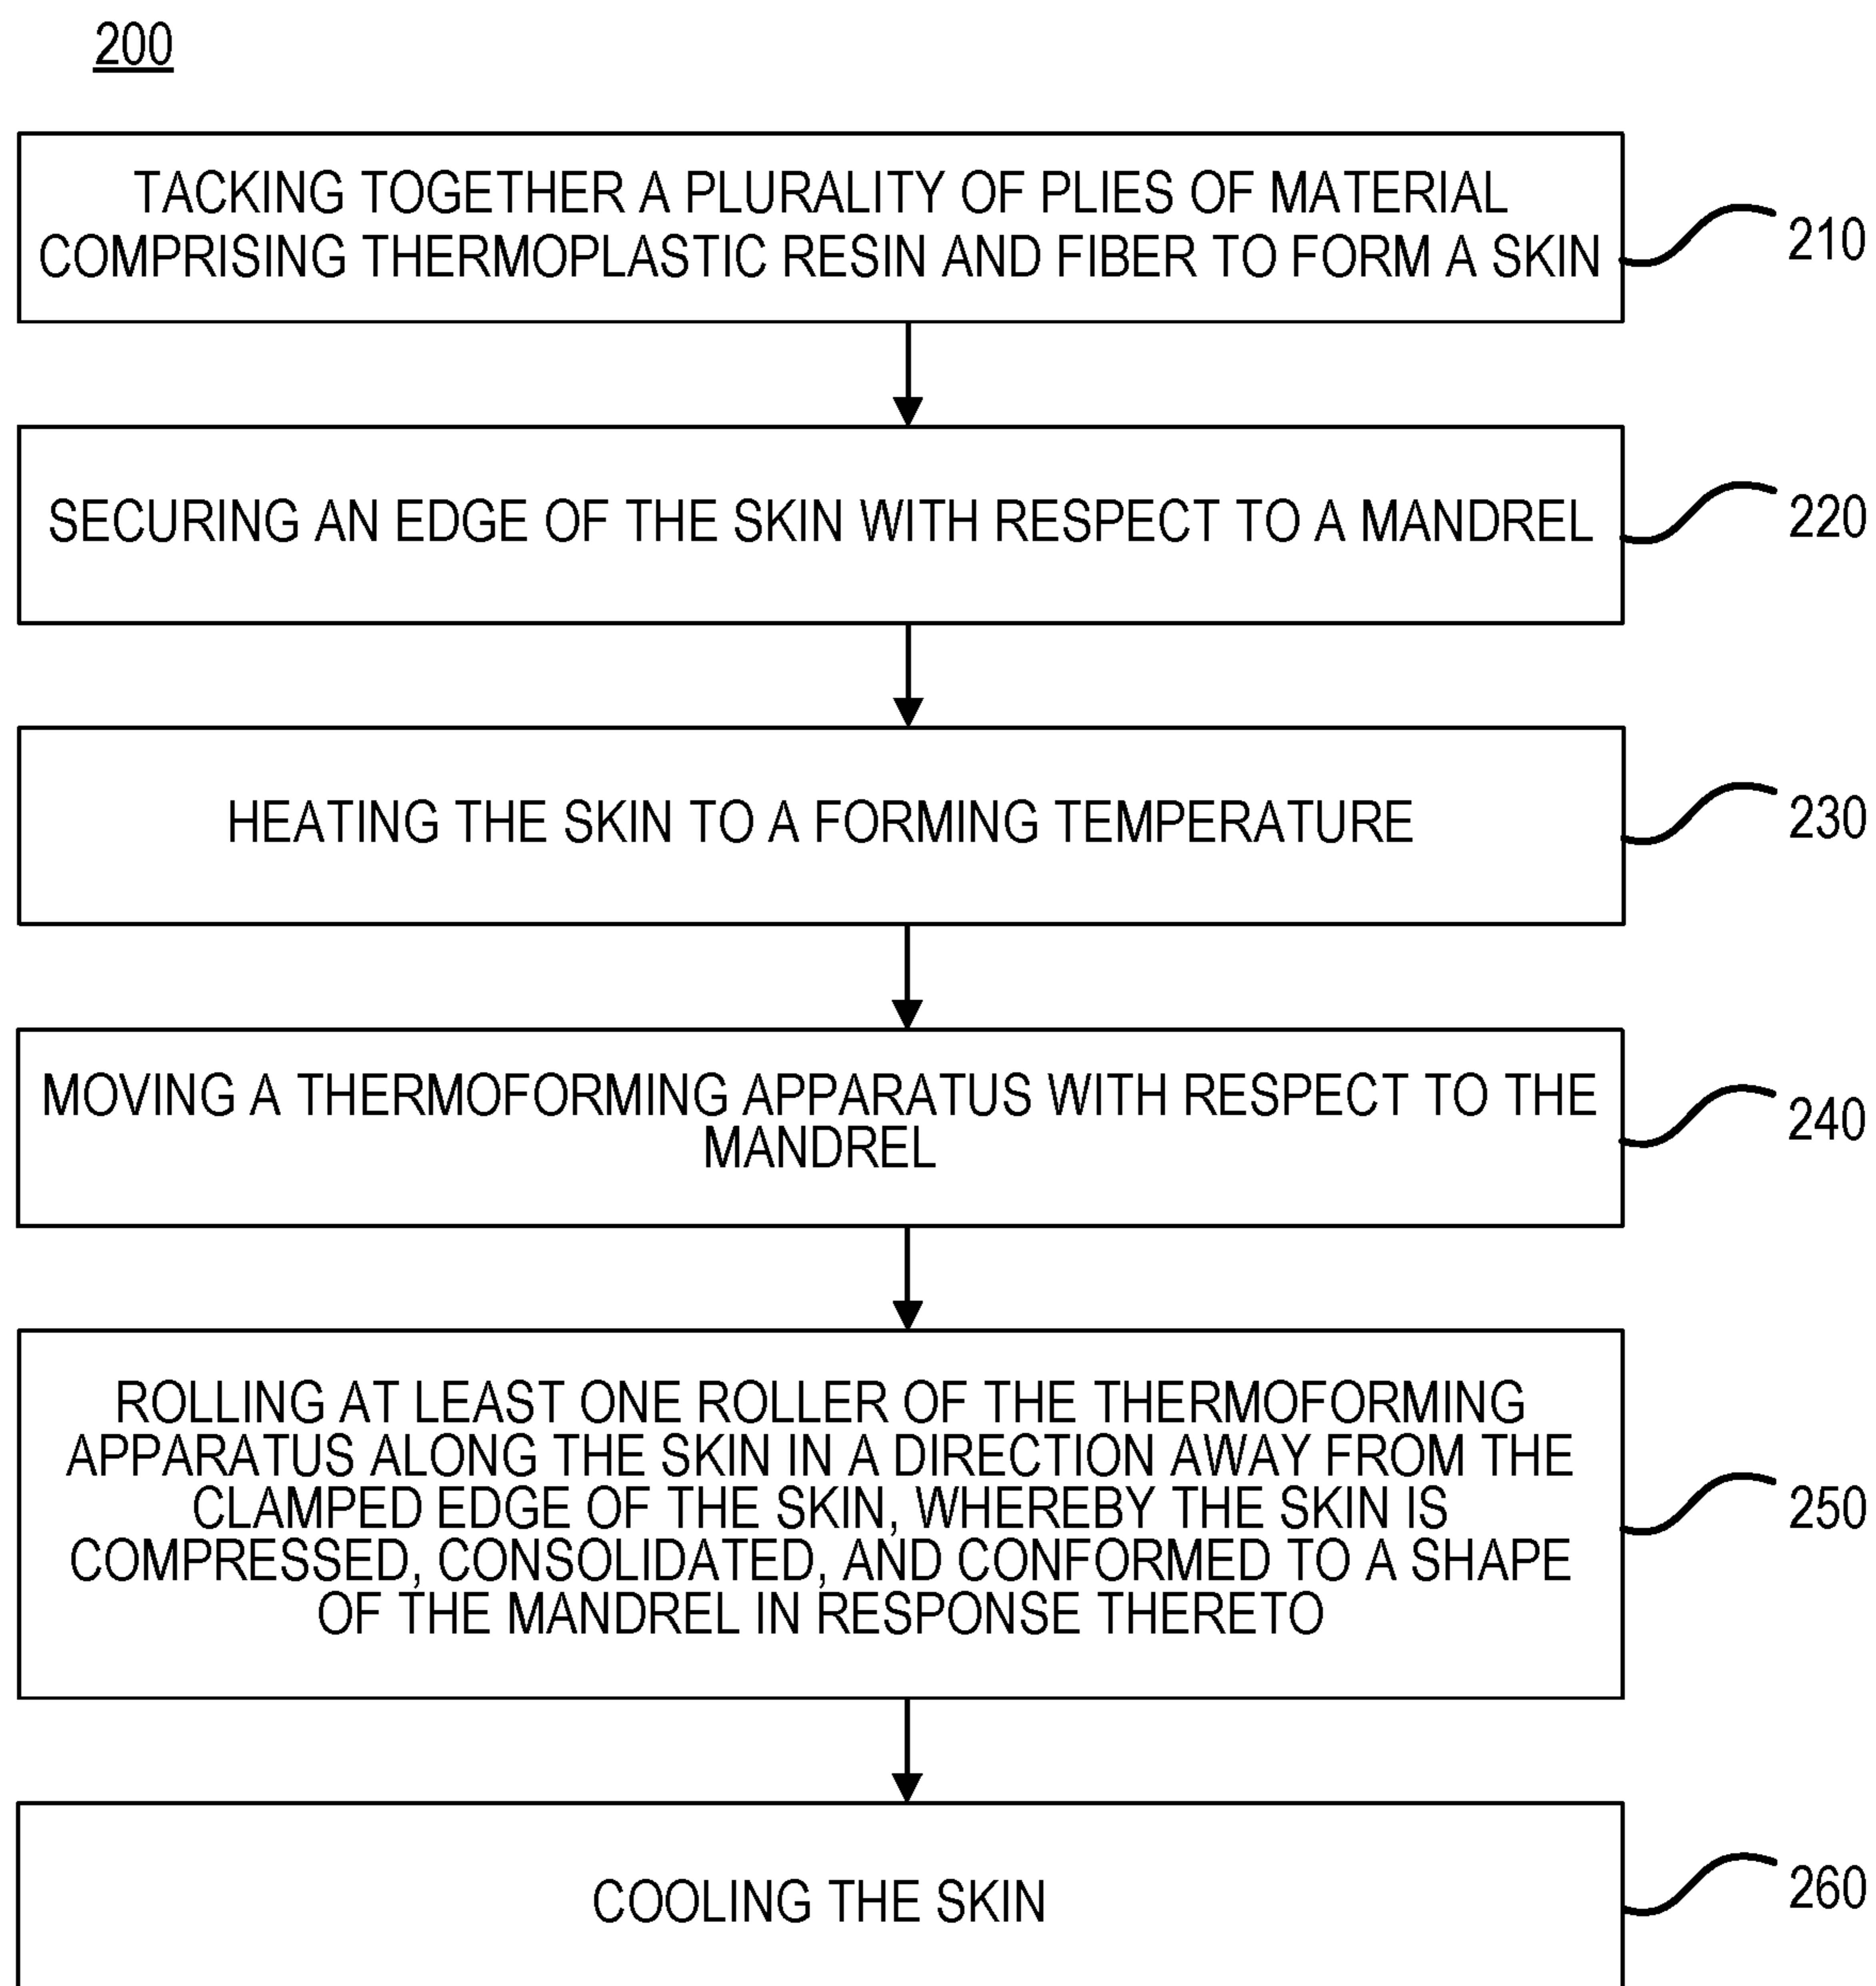 200
TACKING TOGETHER A PLURALITY OF PLIES OF MATERIAL
COMPRISING THERMOPLASTIC RESIN AND FIBER TO FORM A SKIN
210
SECURING AN EDGE OF THE SKIN WITH RESPECT TO A MANDREL
220
HEATING THE SKIN TO A FORMING TEMPERATURE
230
MOVING A THERMOFORMING APPARATUS WITH RESPECT TO THE
MANDREL
240
ROLLING AT LEAST ONE ROLLER OF THE THERMOFORMING
APPARATUS ALONG THE SKIN IN A DIRECTION AWAY FROM THE
CLAMPED EDGE OF THE SKIN, WHEREBY THE SKIN IS
COMPRESSED, CONSOLIDATED, AND CONFORMED TO A SHAPE
OF THE MANDREL IN RESPONSE THERETO
250
COOLING THE SKIN
260